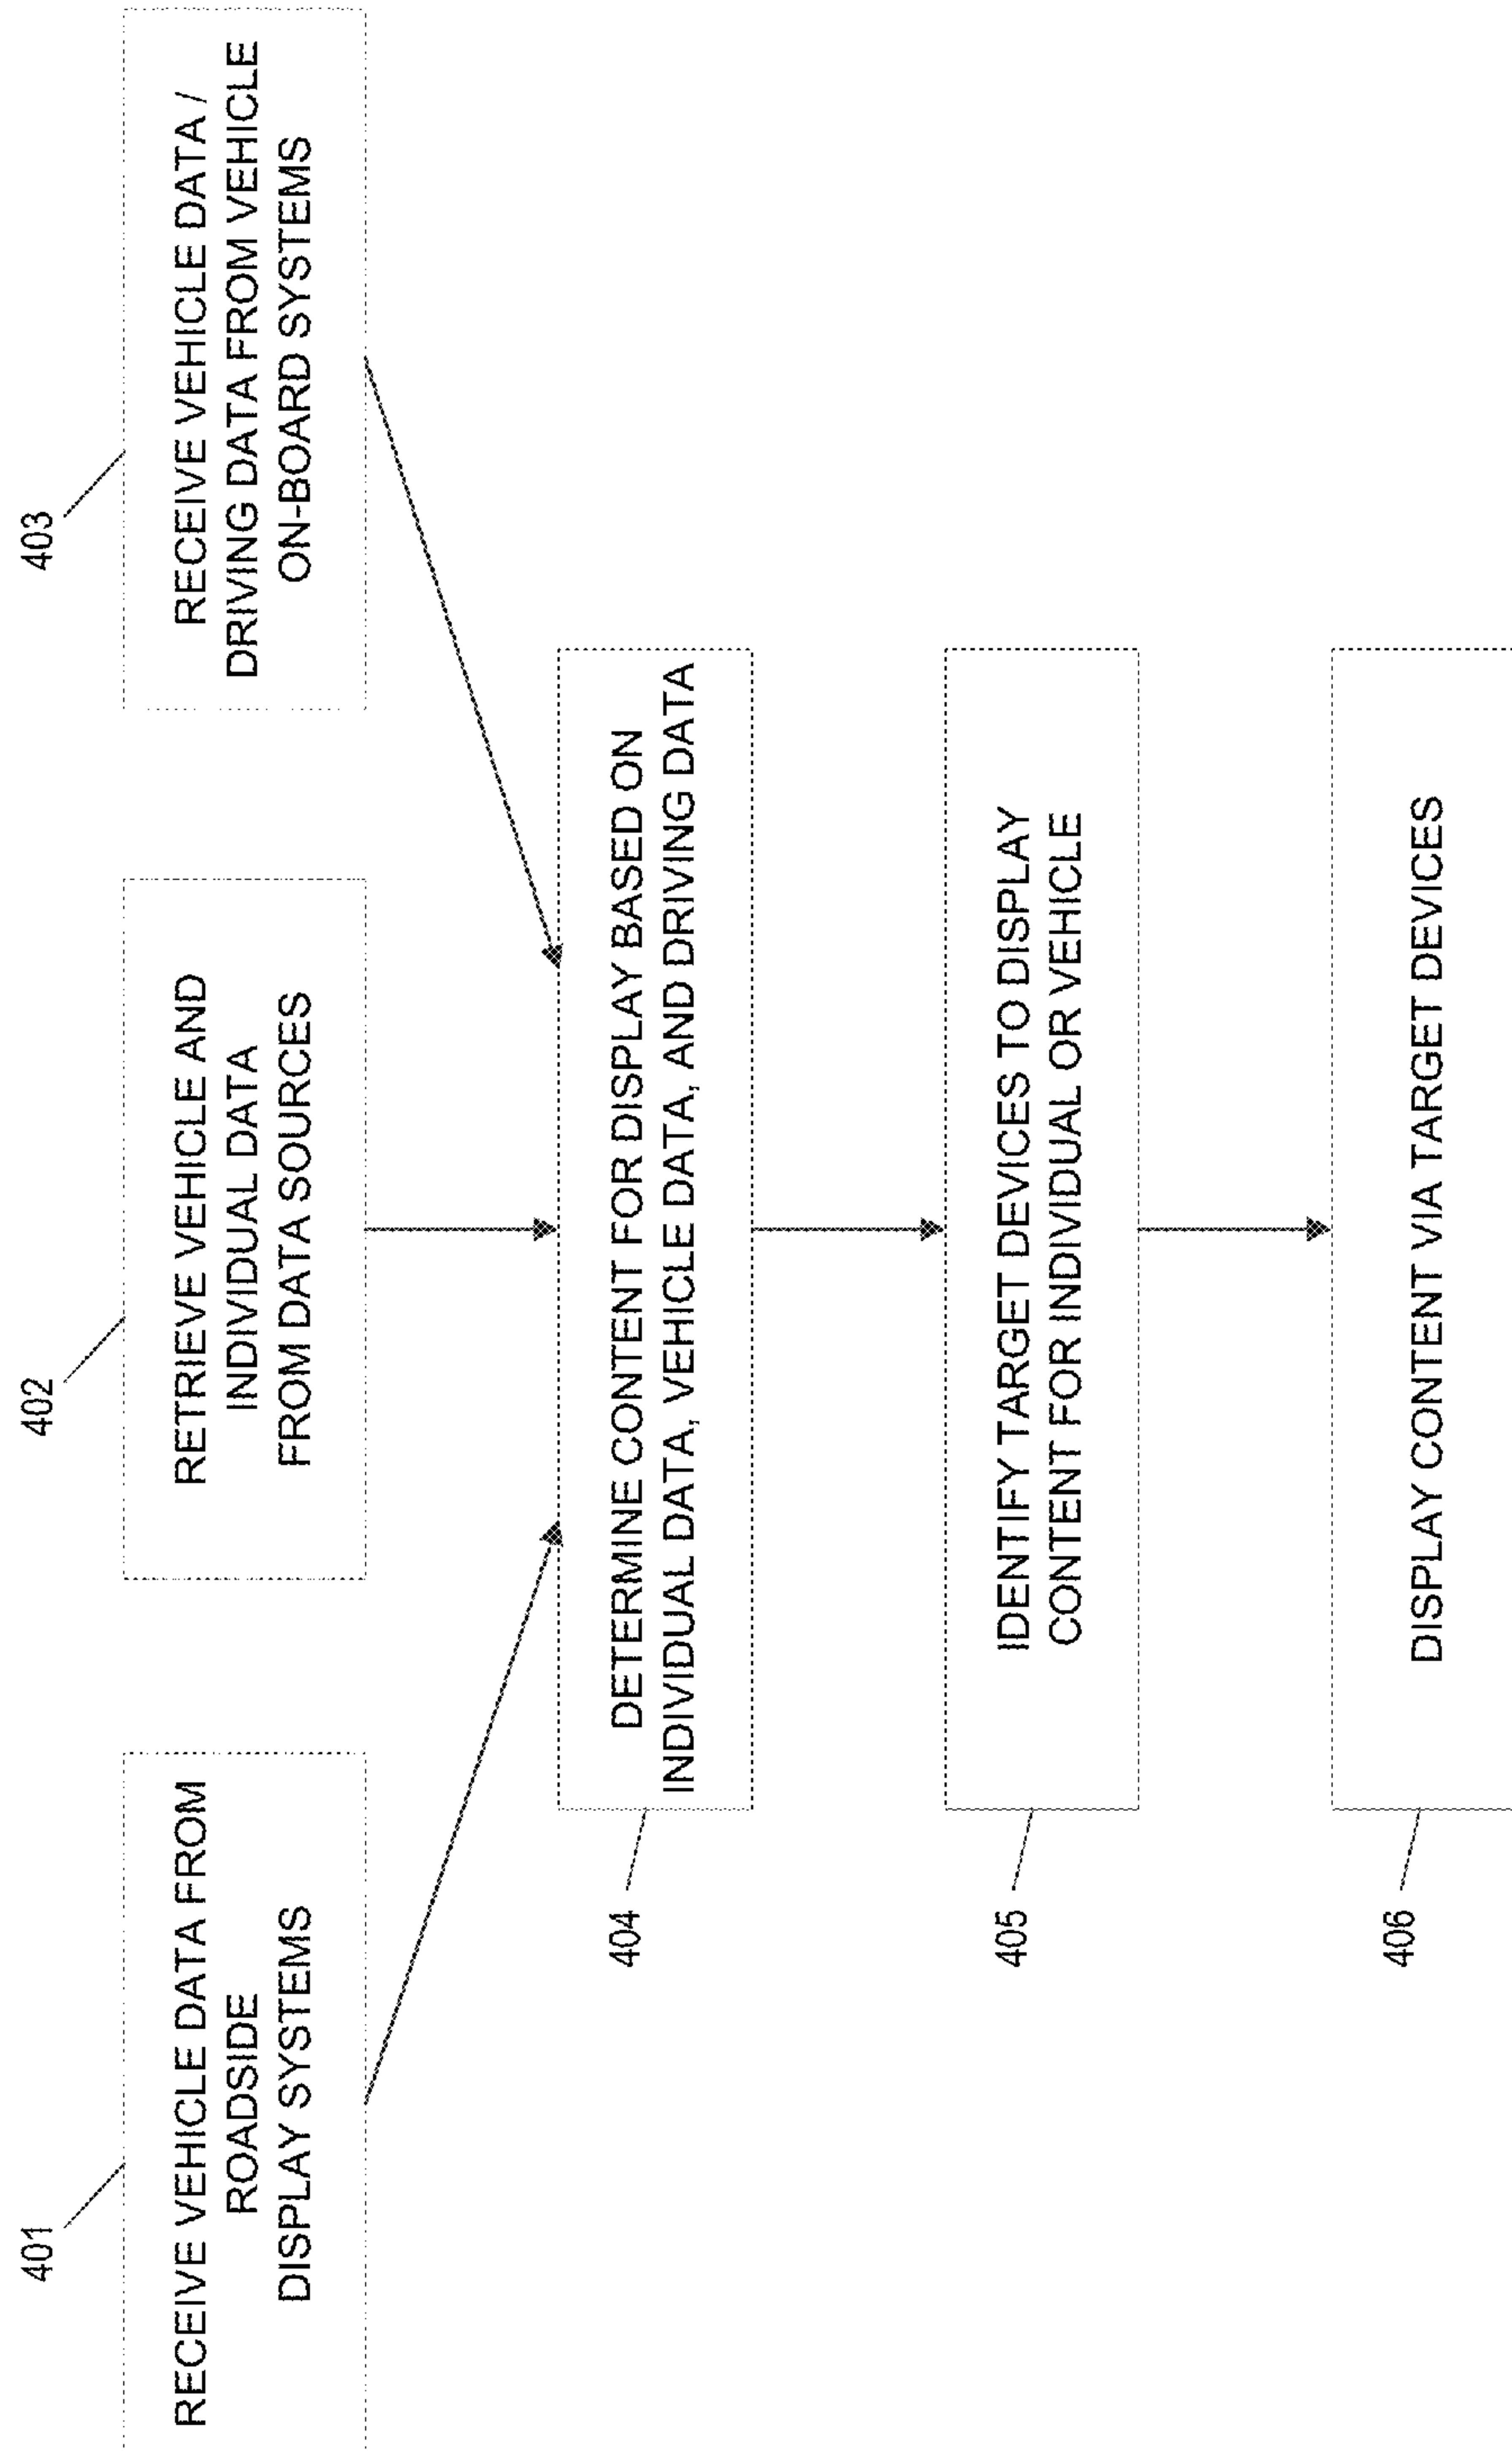 401
RECEIVE VEHICLE DATA FROM
ROADSIDE
DISPLAY SYSTEMS
402
RETRIEVE VEHICLE AND
INDIVIDUAL DATA
FROM DATA SOURCES
403
RECEIVE VEHICLE DATA /
DRIVING DATA FROM VEHICLE
ON-BOARD SYSTEMS
404
DETERMINE CONTENT FOR DISPLAY BASED ON
INDIVIDUAL DATA, VEHICLE DATA, AND DRIVING DATA
405
IDENTIFY TARGET DEVICES TO DISPLAY
CONTENT FOR INDIVIDUAL OR VEHICLE
406
DISPLAY CONTENT VIA TARGET DEVICES